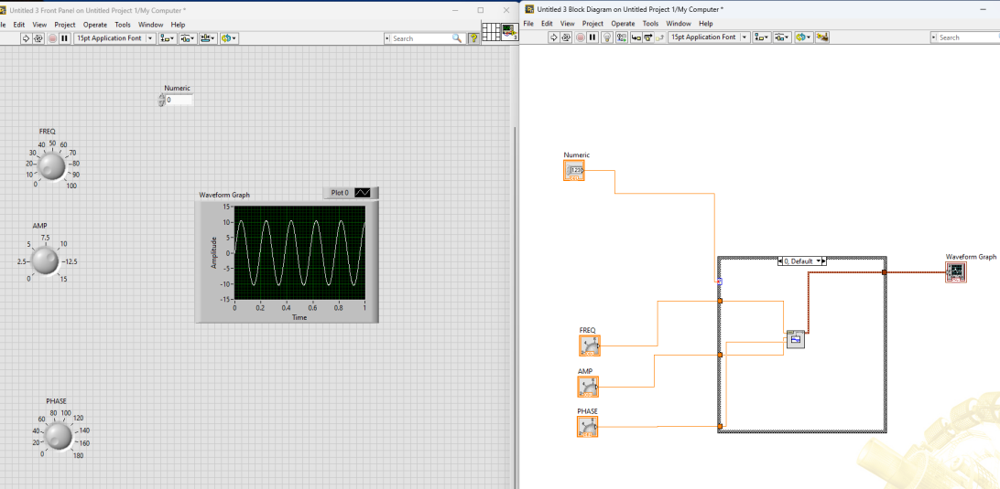 Untitled 3 Front Panel on Untitled Project 1/My Computer *
Edit View Project Operate Tools Window Help
15pt Application Font
Search
?
Numeric
0
FREQ
0 10 20 30 40 50 60 70 80 90 100
AMP
0 2.5 5 7.5 10 12.5 15
Waveform Graph
Plot 0
15
10
5
0
-5
-10
-15
Amplitude
0 0.2 0.4 0.6 0.8 1
Time
PHASE
0 20 40 60 80 100 120 140 160 180
Untitled 3 Block Diagram on Untitled Project 1/My Computer *
File Edit View Project Operate Tools Window Help
15pt Application Font
Search
Numeric
123
0, Default
Waveform Graph
FREQ
AMP
PHASE